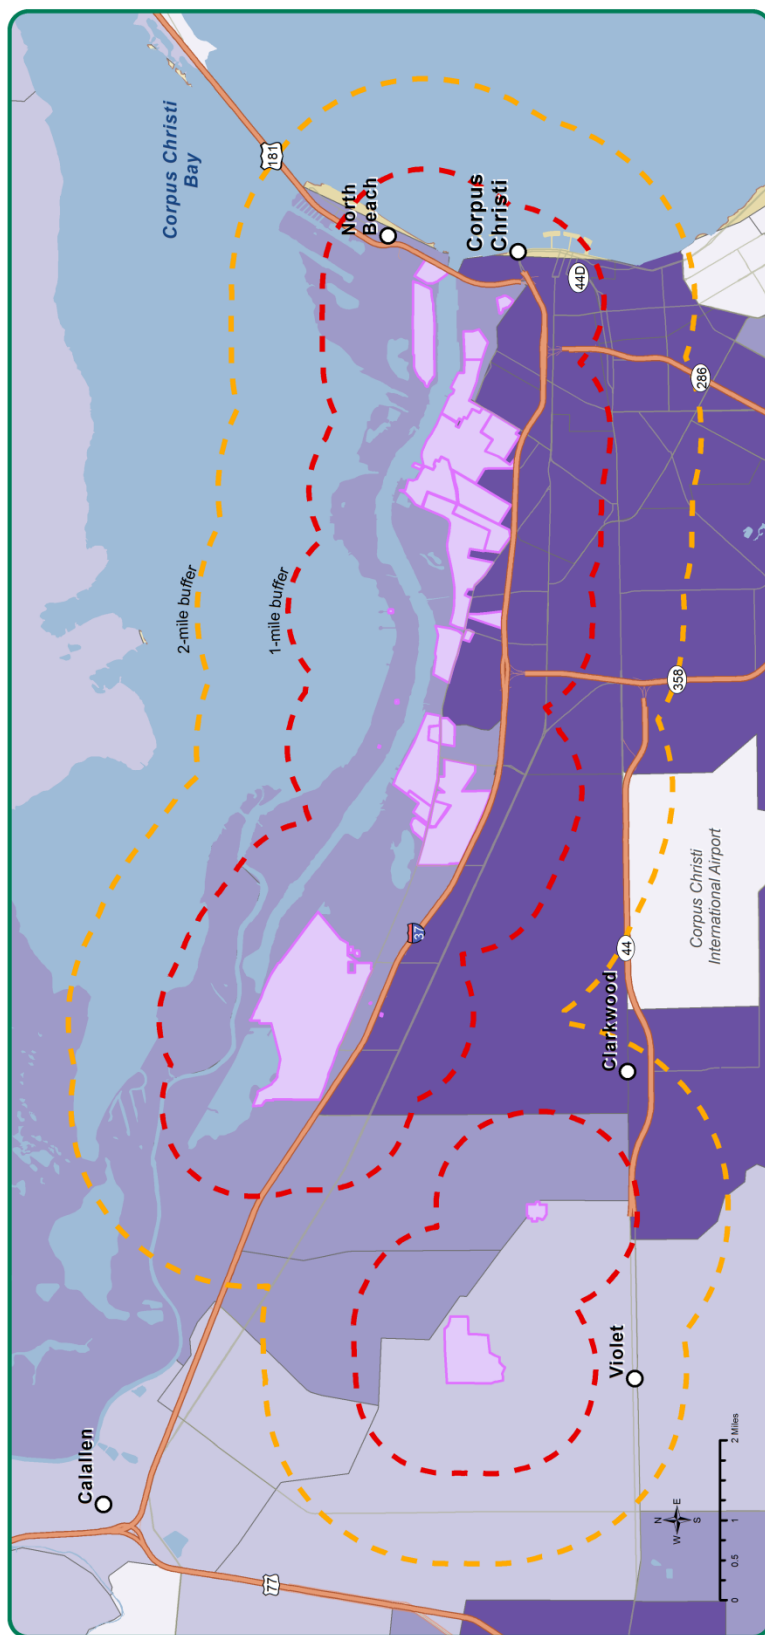 181
Corpus Christi
Bay
North
Beach
Corpus
Christi
44D
286
2-mile buffer
1-mile buffer
358
37
Corpus Christi
International Airport
44
Clarkwood
Violet
Calallen
77
N
W
E
S
0
0.5
1
2 Miles